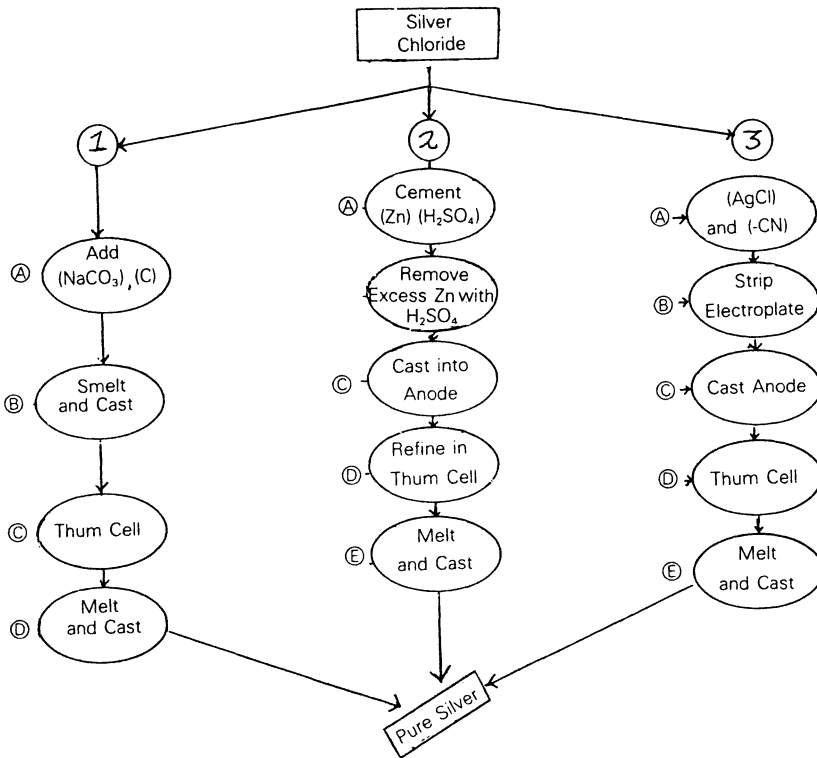 Silver
Chloride
1
Ⓐ
Add
(NaCO₃), (C)
Ⓑ
Smelt
and Cast
Ⓒ
Thum Cell
Ⓓ
Melt
and Cast
2
Ⓐ
Cement
(Zn) (H₂SO₄)
Remove
Excess Zn with
H₂SO₄
Ⓒ
Cast into
Anode
Ⓓ
Refine in
Thum Cell
Ⓔ
Melt
and Cast
3
Ⓐ
(AgCl)
and (-CN)
Ⓑ
Strip
Electroplate
Ⓒ
Cast Anode
Ⓓ
Thum Cell
Ⓔ
Melt
and Cast
Pure Silver